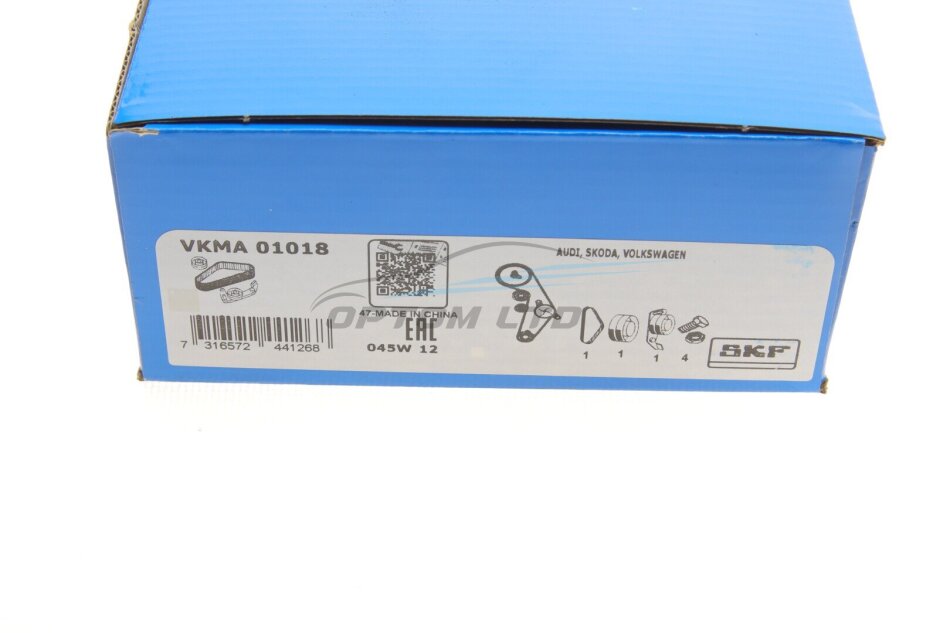 VKMA 01018
AUDI, SKODA, VOLKSWAGEN
47-MADE IN CHINA
OPTOM LTD
EAC
7 316572 441268
045W 12
1 1 1 4
SKF